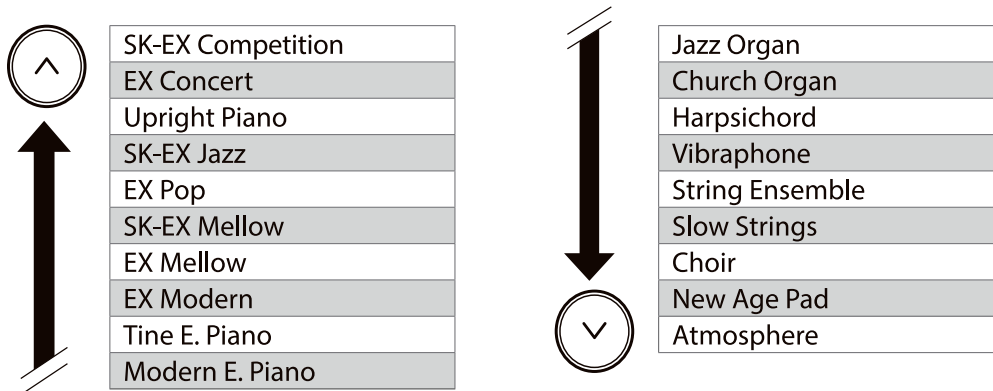 SK-EX Competition
EX Concert
Upright Piano
SK-EX Jazz
EX Pop
SK-EX Mellow
EX Mellow
EX Modern
Tine E. Piano
Modern E. Piano
Jazz Organ
Church Organ
Harpsichord
Vibraphone
String Ensemble
Slow Strings
Choir
New Age Pad
Atmosphere